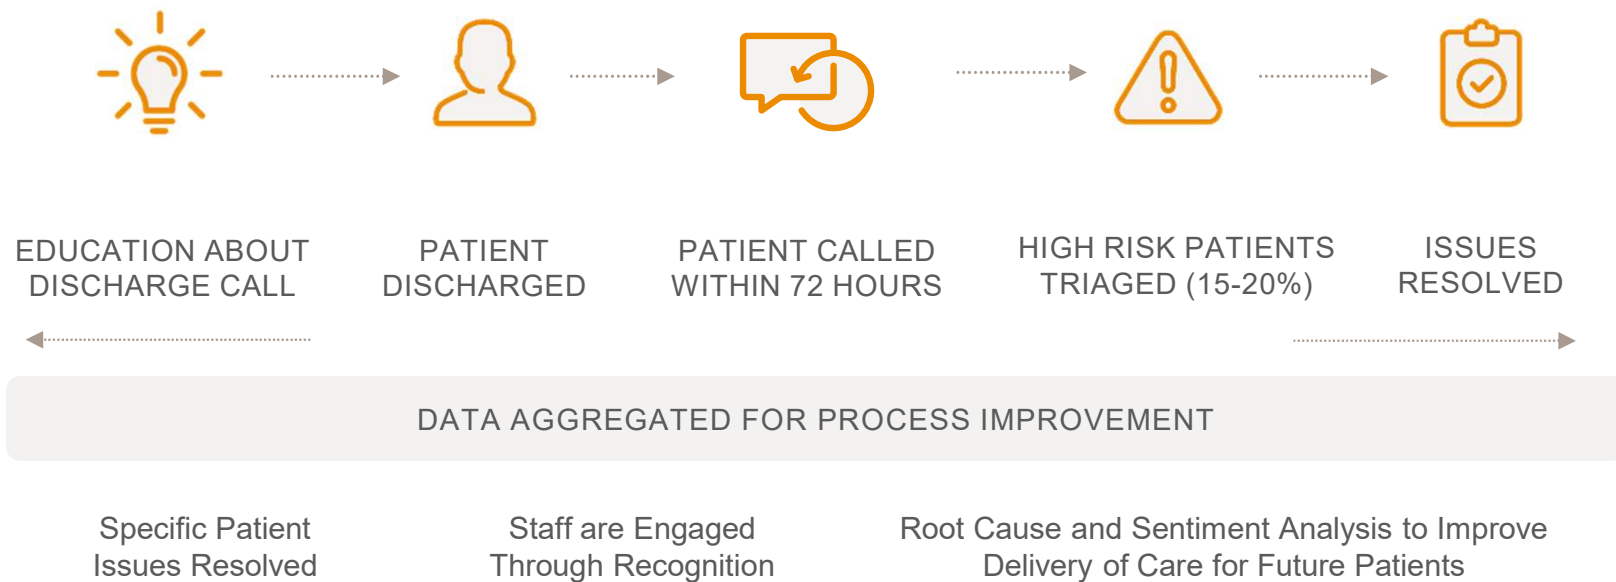 EDUCATION ABOUT
DISCHARGE CALL
PATIENT
DISCHARGED
PATIENT CALLED
WITHIN 72 HOURS
HIGH RISK PATIENTS
TRIAGED (15-20%)
ISSUES
RESOLVED
DATA AGGREGATED FOR PROCESS IMPROVEMENT
Specific Patient
Issues Resolved
Staff are Engaged
Through Recognition
Root Cause and Sentiment Analysis to Improve
Delivery of Care for Future Patients